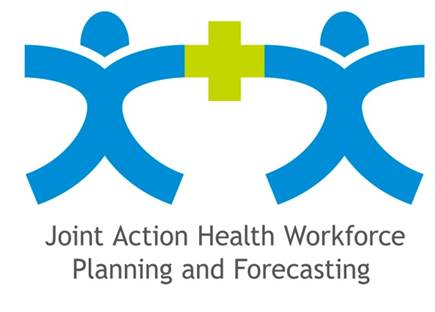 Joint Action Health Workforce
Planning and Forecasting